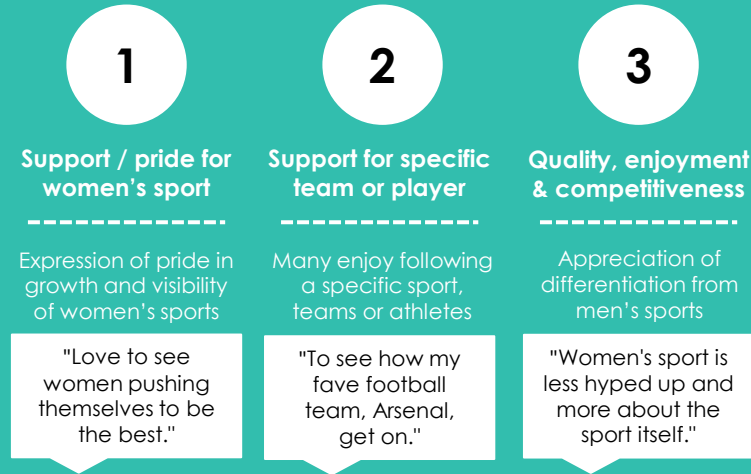 1
Support / pride for
women's sport
Expression of pride in
growth and visibility
of women's sports
"Love to see
women pushing
themselves to be
the best."
2
Support for specific
team or player
Many enjoy following
a specific sport,
teams or athletes
"To see how my
fave football
team, Arsenal,
get on."
3
Quality, enjoyment
& competitiveness
Appreciation of
differentiation from
men's sports
"Women's sport is
less hyped up and
more about the
sport itself."